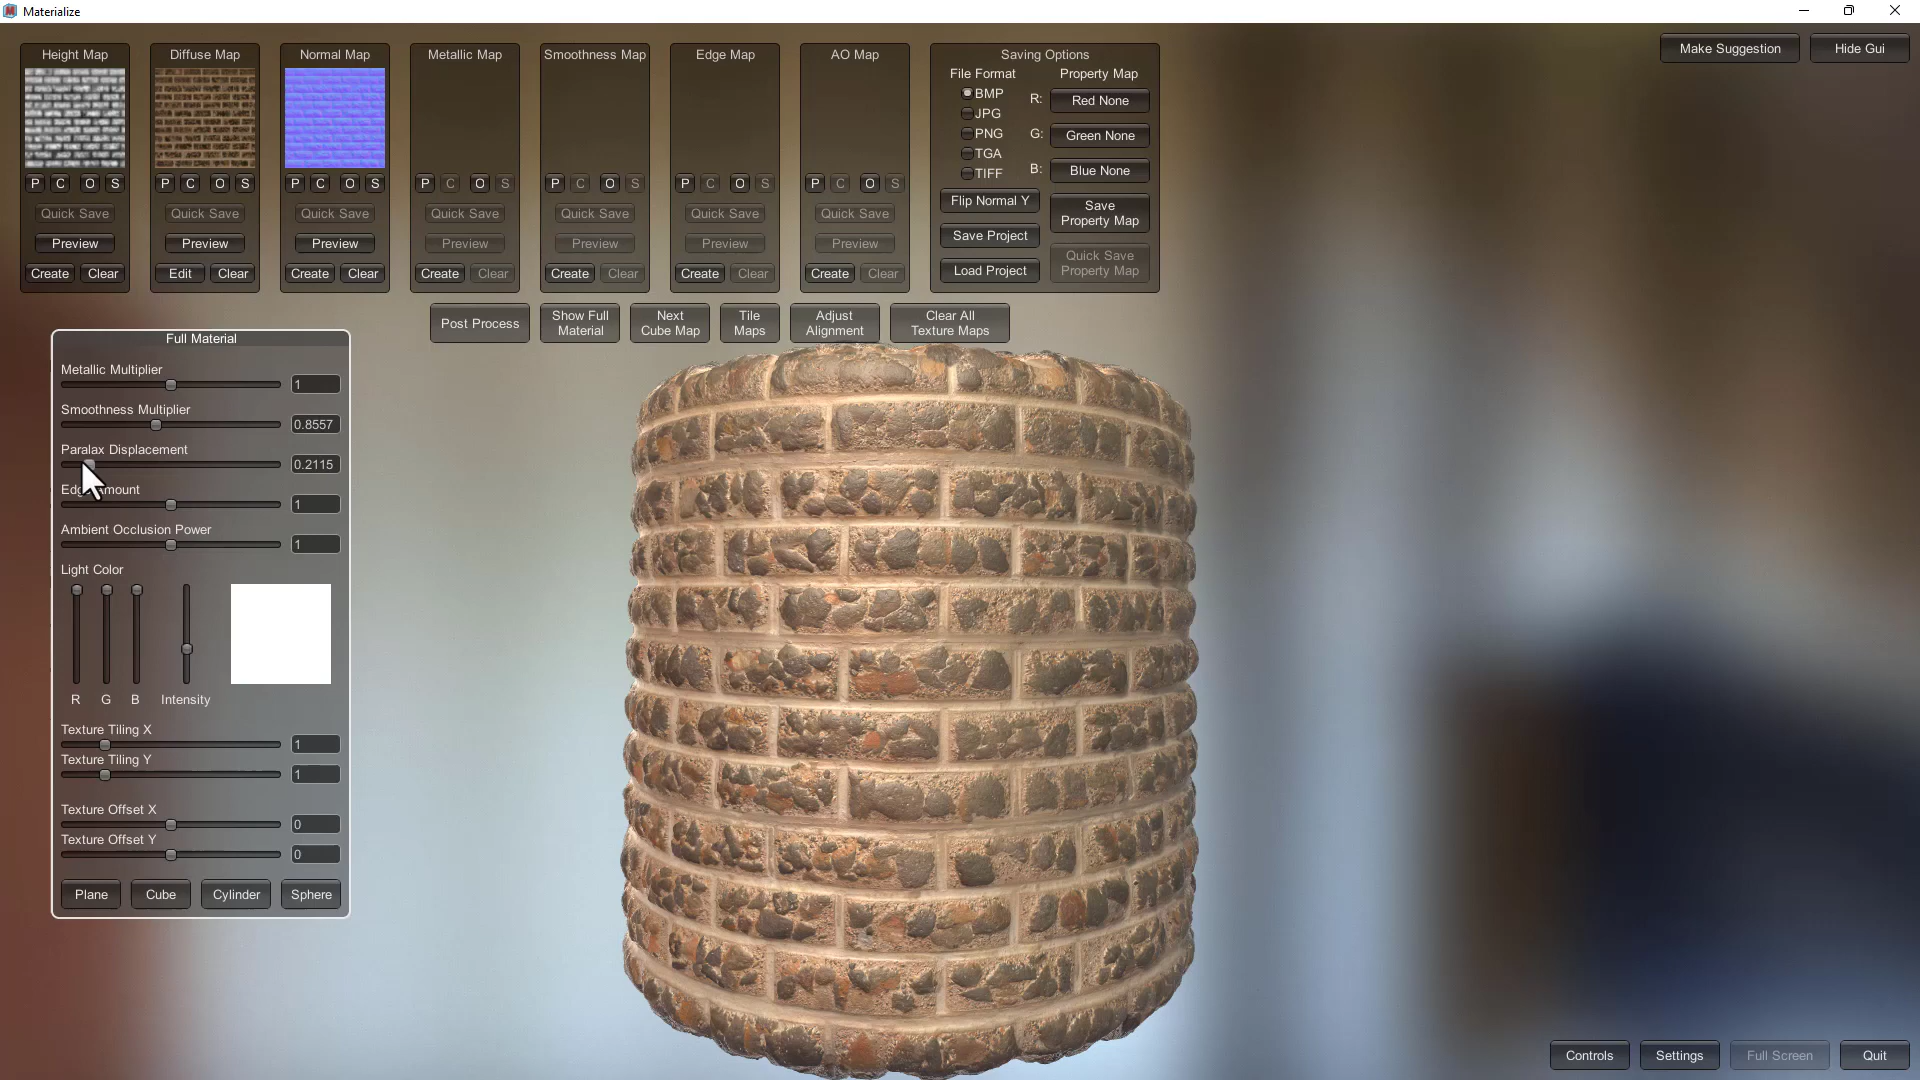 Materialize
Make Suggestion
Hide Gui
Height Map
P C O S
Quick Save
Preview
Create Clear
Diffuse Map
P C O S
Quick Save
Preview
Edit Clear
Normal Map
P C O S
Quick Save
Preview
Create Clear
Metallic Map
P C O S
Quick Save
Preview
Create Clear
Smoothness Map
P C O S
Quick Save
Preview
Create Clear
Edge Map
P C O S
Quick Save
Preview
Create Clear
AO Map
P C O S
Quick Save
Preview
Create Clear
Saving Options
File Format
BMP
JPG
PNG
TGA
TIFF
Flip Normal Y
Save Project
Load Project
Property Map
R: Red None
G: Green None
B: Blue None
Save
Property Map
Quick Save
Property Map
Post Process
Show Full
Material
Next
Cube Map
Tile
Maps
Adjust
Alignment
Clear All
Texture Maps
Full Material
Metallic Multiplier
1
Smoothness Multiplier
0.8557
Paralax Displacement
0.2115
Edge Amount
1
Ambient Occlusion Power
1
Light Color
R G B Intensity
Texture Tiling X
1
Texture Tiling Y
1
Texture Offset X
0
Texture Offset Y
0
Plane Cube Cylinder Sphere
Controls Settings Full Screen Quit